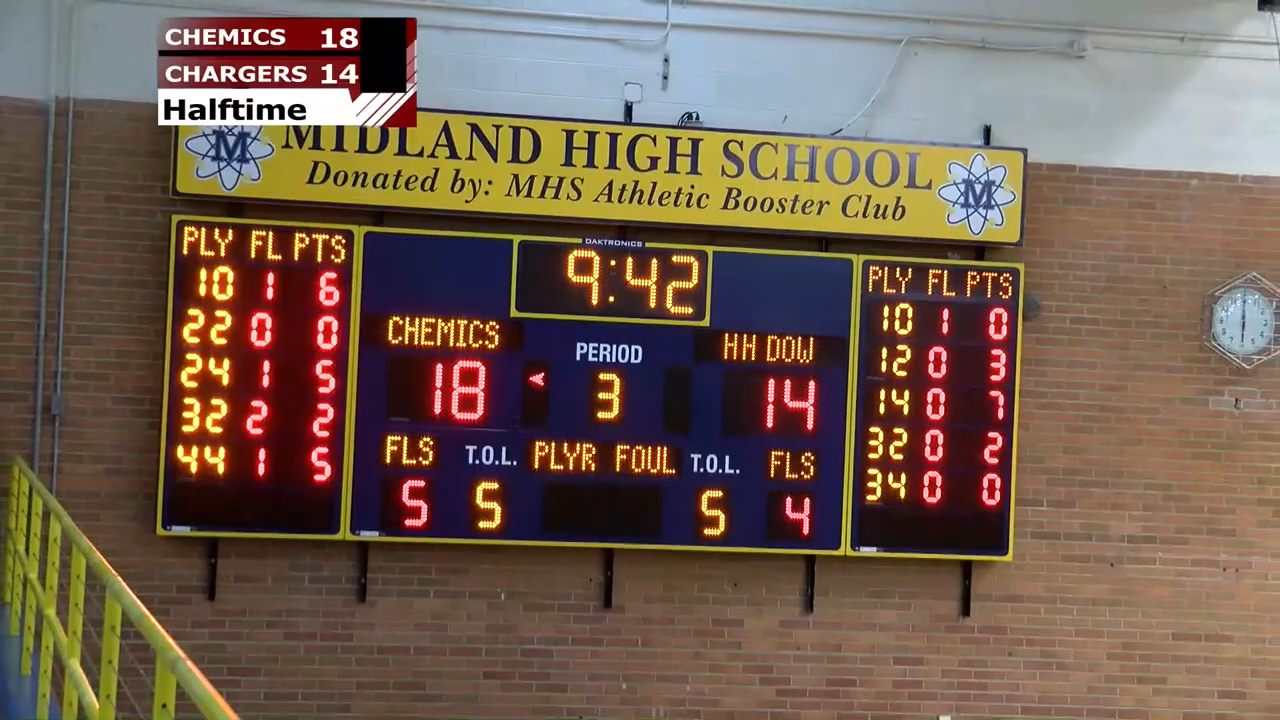 CHEMICS 18
CHARGERS 14
Halftime
MIDLAND HIGH SCHOOL
Donated by: MHS Athletic Booster Club
M
M
DAKTRONICS
9:42
PLY FL PTS
10 1 6
22 0 0
24 1 5
32 2 2
44 1 5
CHEMICS PERIOD HH DOW
18 3 14
FLS T.O.L. PLYR FOUL T.O.L. FLS
5 5 5 4
PLY FL PTS
10 1 0
12 0 3
14 0 7
32 0 2
34 0 0